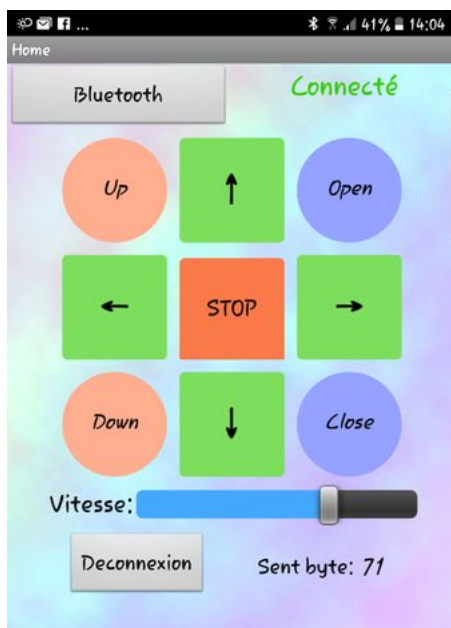 ... 41% 14:04
Home
Bluetooth Connecté
Up ↑ Open
← STOP →
Down ↓ Close
Vitesse:
Deconnexion Sent byte: 71